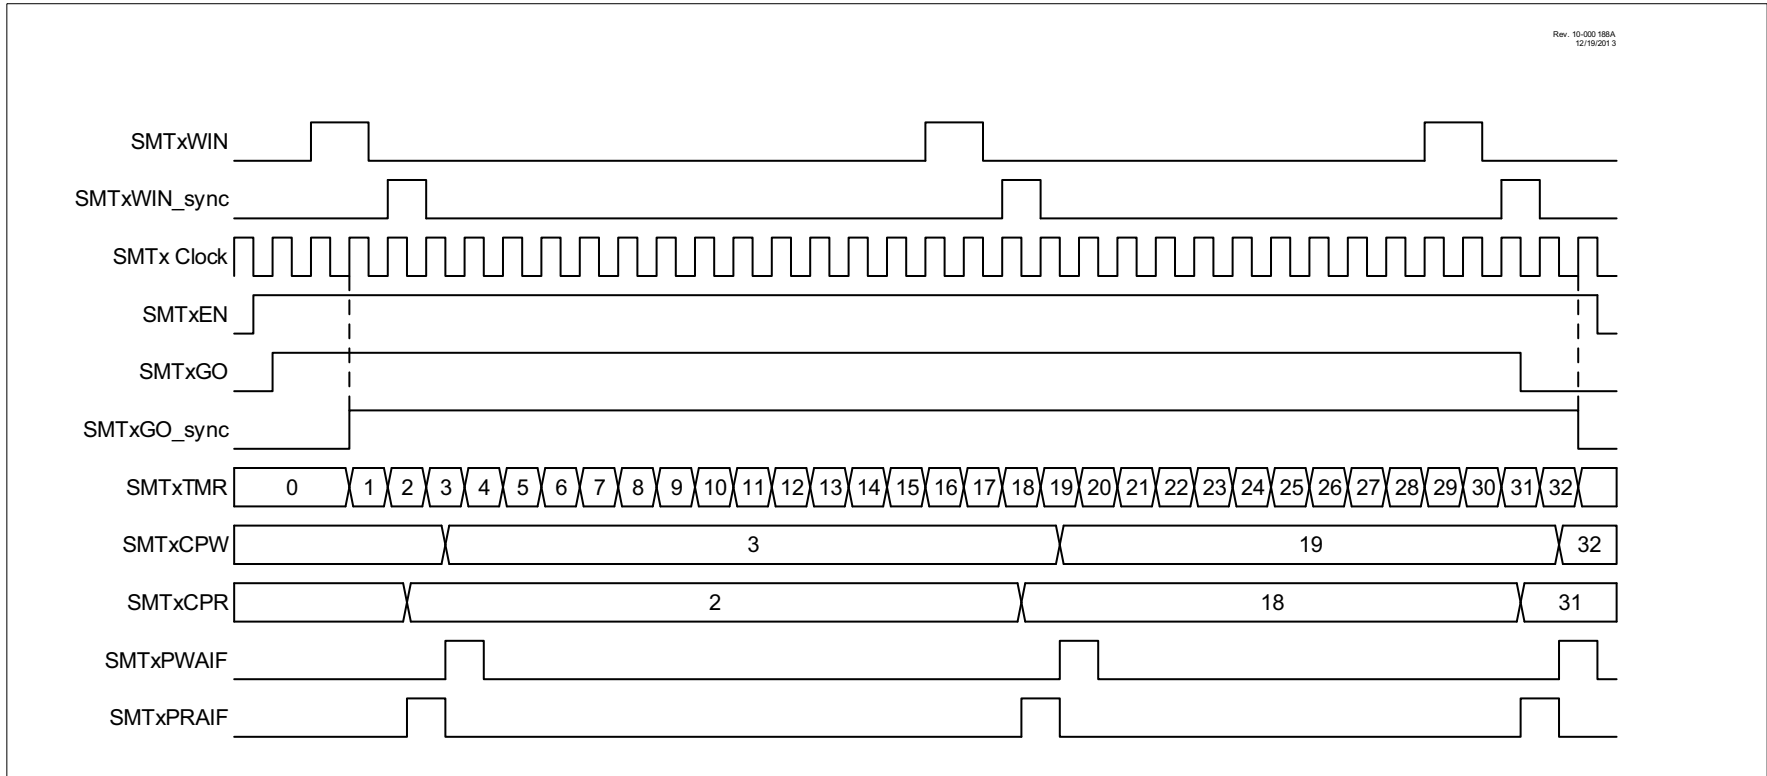 Rev. 10-000 188A
12/19/201 3
SMTxWIN
SMTxWIN_sync
SMTx Clock
SMTxEN
SMTxGO
SMTxGO_sync
SMTxTMR 0 1 2 3 4 5 6 7 8 9 10 11 12 13 14 15 16 17 18 19 20 21 22 23 24 25 26 27 28 29 30 31 32
SMTxCPW 3 19 32
SMTxCPR 2 18 31
SMTxPWAIF
SMTxPRAIF